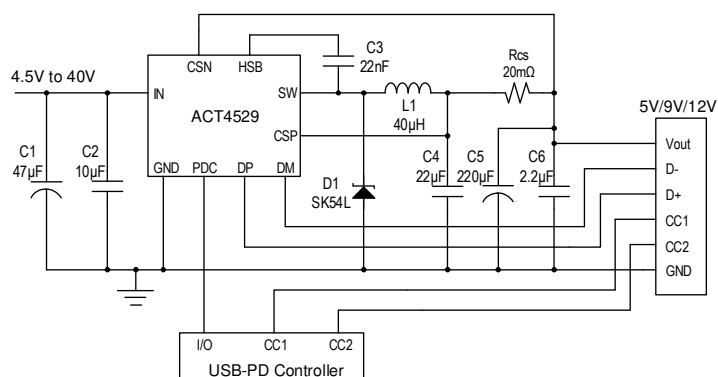 4.5V to 40V
C1
47µF
C2
10µF
IN
CSN
HSB
SW
CSP
ACT4529
GND
PDC
DP
DM
C3
22nF
L1
40µH
D1
SK54L
Rcs
20mΩ
C4
22µF
C5
220µF
C6
2.2µF
5V/9V/12V
Vout
D-
D+
CC1
CC2
GND
I/O
CC1
CC2
USB-PD Controller